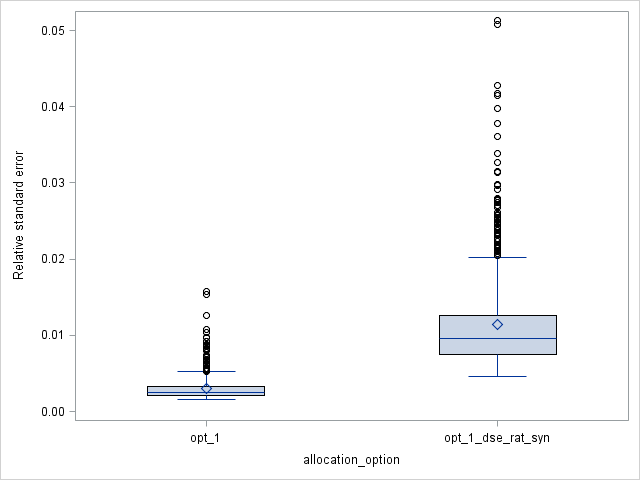 0.05
0.04
0.03
0.02
0.01
0.00
Relative standard error
opt_1
opt_1_dse_rat_syn
allocation_option